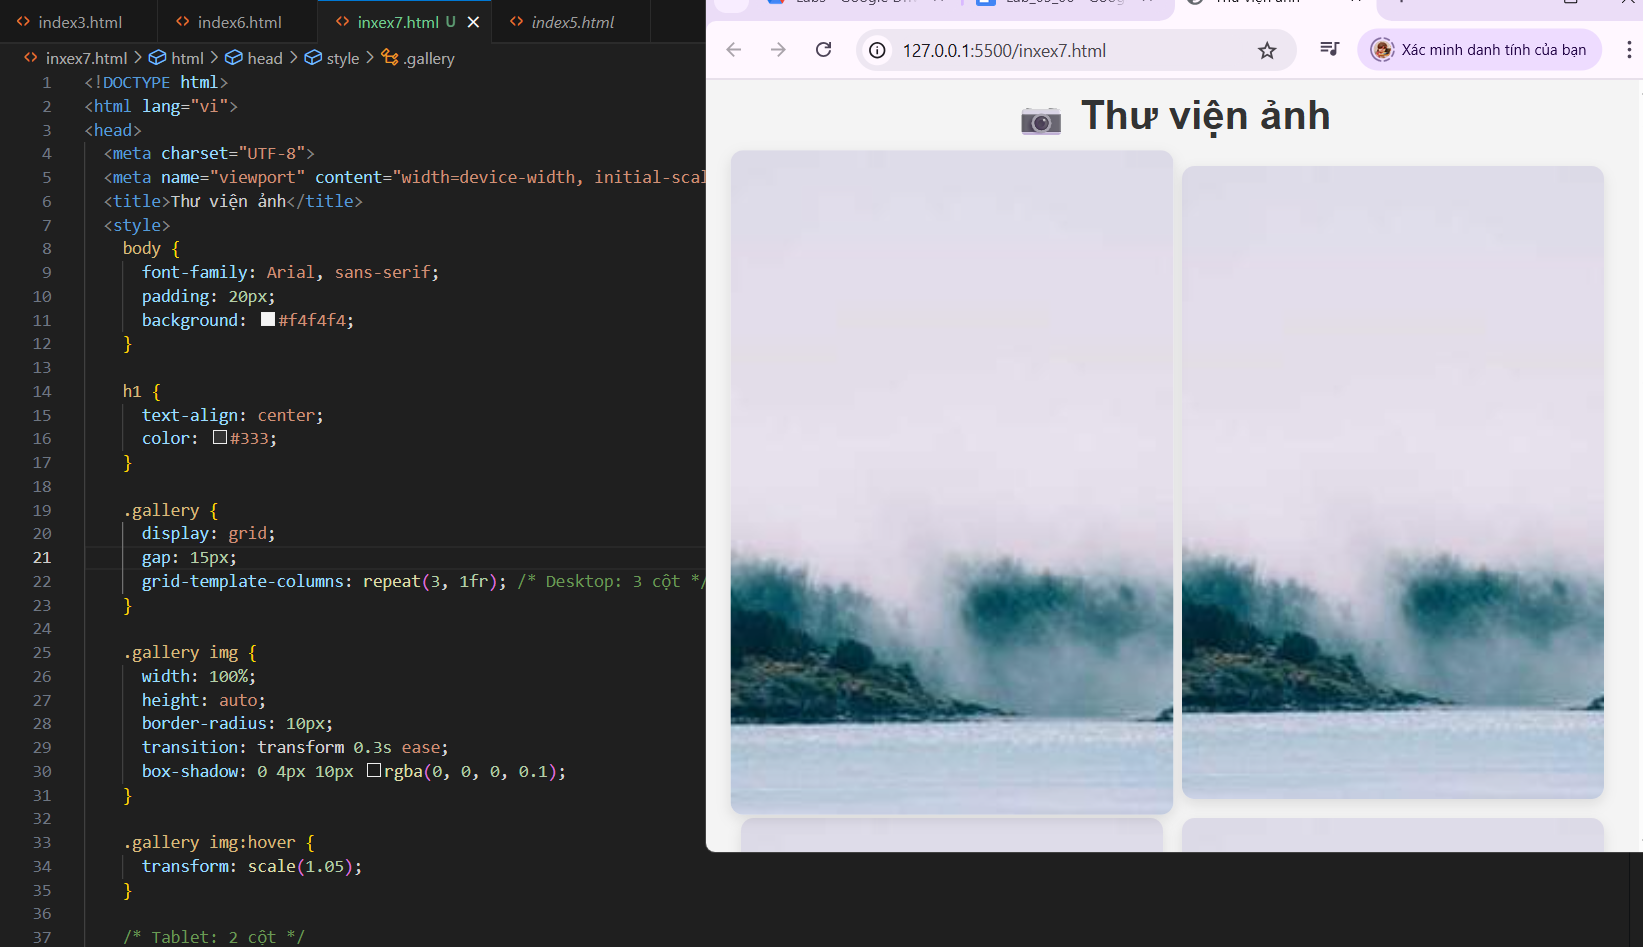 index3.html
index6.html
inxex7.html U
index5.html
inxex7.html > html > head > style > .gallery
1 <!DOCTYPE html>
2 <html lang="vi">
3 <head>
4 <meta charset="UTF-8">
5 <meta name="viewport" content="width=device-width, initial-scal
6 <title>Thư viện ảnh</title>
7 <style>
8 body {
9 font-family: Arial, sans-serif;
10 padding: 20px;
11 background: #f4f4f4;
12 }
13
14 h1 {
15 text-align: center;
16 color: #333;
17 }
18
19 .gallery {
20 display: grid;
21 gap: 15px;
22 grid-template-columns: repeat(3, 1fr); /* Desktop: 3 cột */
23 }
24
25 .gallery img {
26 width: 100%;
27 height: auto;
28 border-radius: 10px;
29 transition: transform 0.3s ease;
30 box-shadow: 0 4px 10px rgba(0, 0, 0, 0.1);
31 }
32
33 .gallery img:hover {
34 transform: scale(1.05);
35 }
36
37 /* Tablet: 2 cột */
127.0.0.1:5500/inxex7.html
Xác minh danh tính của bạn
Thư viện ảnh